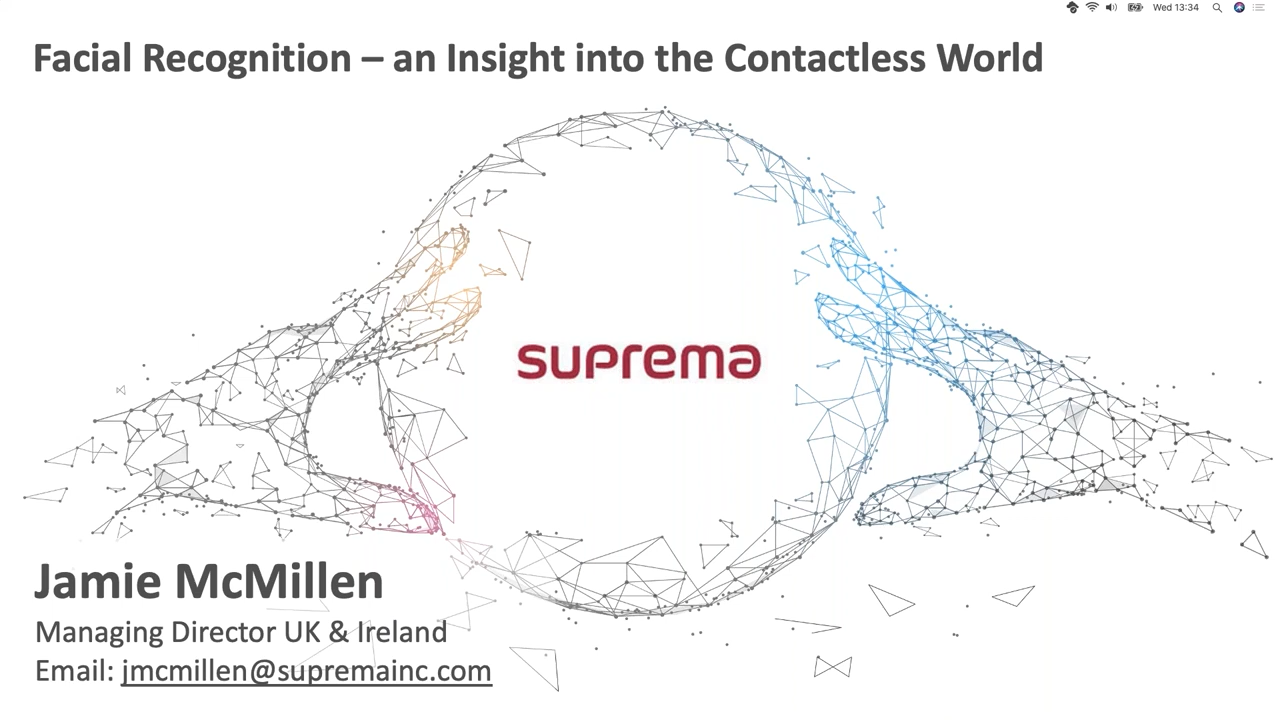 Wed 13:34
Facial Recognition – an Insight into the Contactless World
suprema
Jamie McMillen
Managing Director UK & Ireland
Email: jmcmillen@supremainc.com